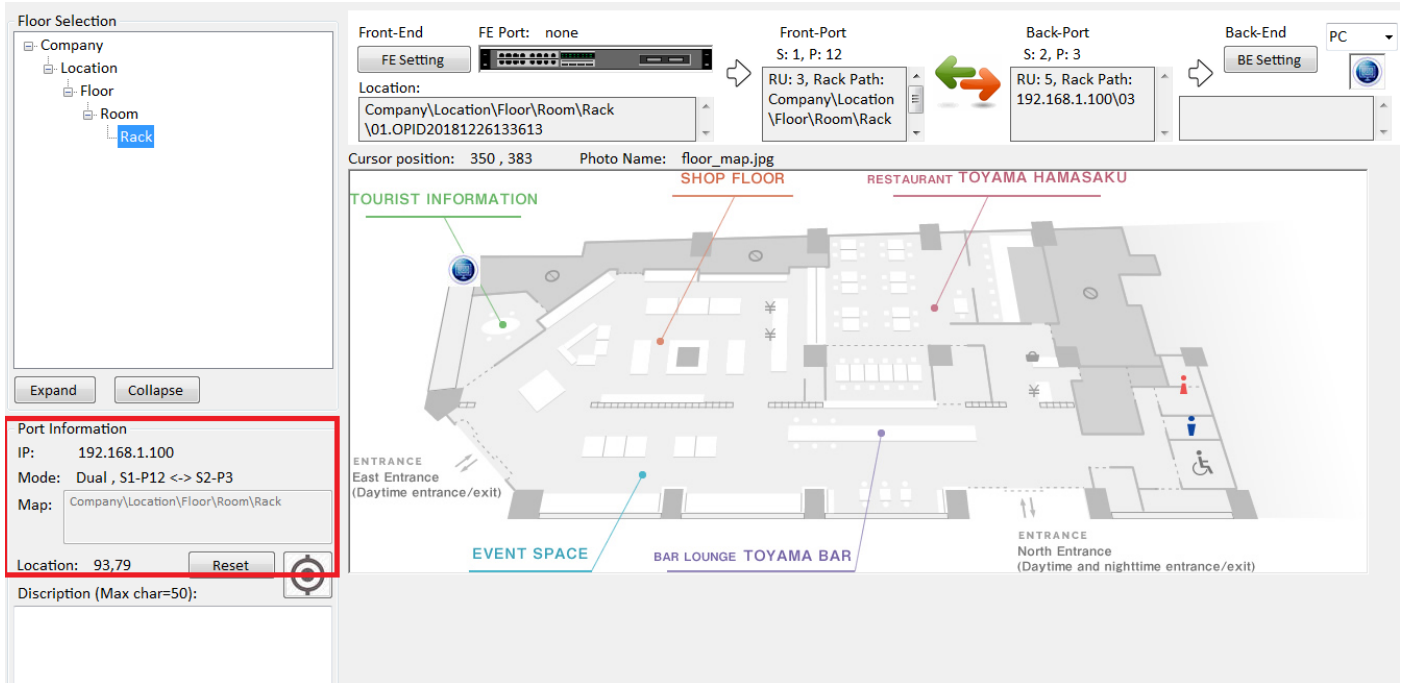 Floor Selection
Company
Location
Floor
Room
Rack
Expand
Collapse
Port Information
IP: 192.168.1.100
Mode: Dual , S1-P12 <-> S2-P3
Map: Company\Location\Floor\Room\Rack
Location: 93,79
Reset
Discription (Max char=50):
Front-End
FE Port: none
FE Setting
Location:
Company\Location\Floor\Room\Rack
\01.OPID20181226133613
Front-Port
S: 1, P: 12
RU: 3, Rack Path:
Company\Location
\Floor\Room\Rack
Back-Port
S: 2, P: 3
RU: 5, Rack Path:
192.168.1.100\03
Back-End
PC
BE Setting
Cursor position: 350 , 383
Photo Name: floor_map.jpg
SHOP FLOOR
RESTAURANT TOYAMA HAMASAKU
TOURIST INFORMATION
¥
¥
¥
ENTRANCE
East Entrance
(Daytime entrance/exit)
EVENT SPACE
BAR LOUNGE TOYAMA BAR
ENTRANCE
North Entrance
(Daytime and nighttime entrance/exit)